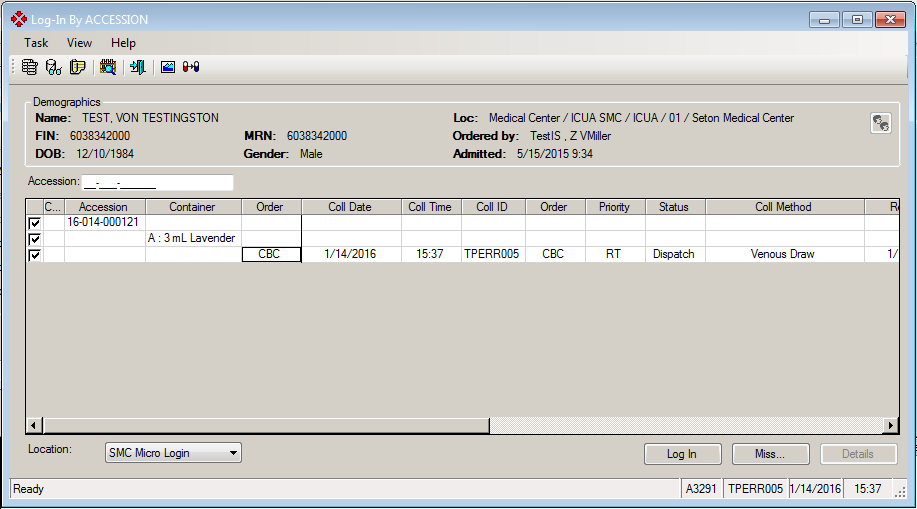 Log-In By ACCESSION
Task View Help
Demographics
Name: TEST, VON TESTINGSTON Loc: Medical Center / ICUA SMC / ICUA / 01 / Seton Medical Center
FIN: 6038342000 MRN: 6038342000 Ordered by: TestIS , Z VMiller
DOB: 12/10/1984 Gender: Male Admitted: 5/15/2015 9:34
Accession: __-___-______
C... Accession Container Order Coll Date Coll Time Coll ID Order Priority Status Coll Method Re
16-014-000121
A : 3 mL Lavender
CBC 1/14/2016 15:37 TPERR005 CBC RT Dispatch Venous Draw 1/
Location: SMC Micro Login Log In Miss... Details
Ready A3291 TPERR005 1/14/2016 15:37